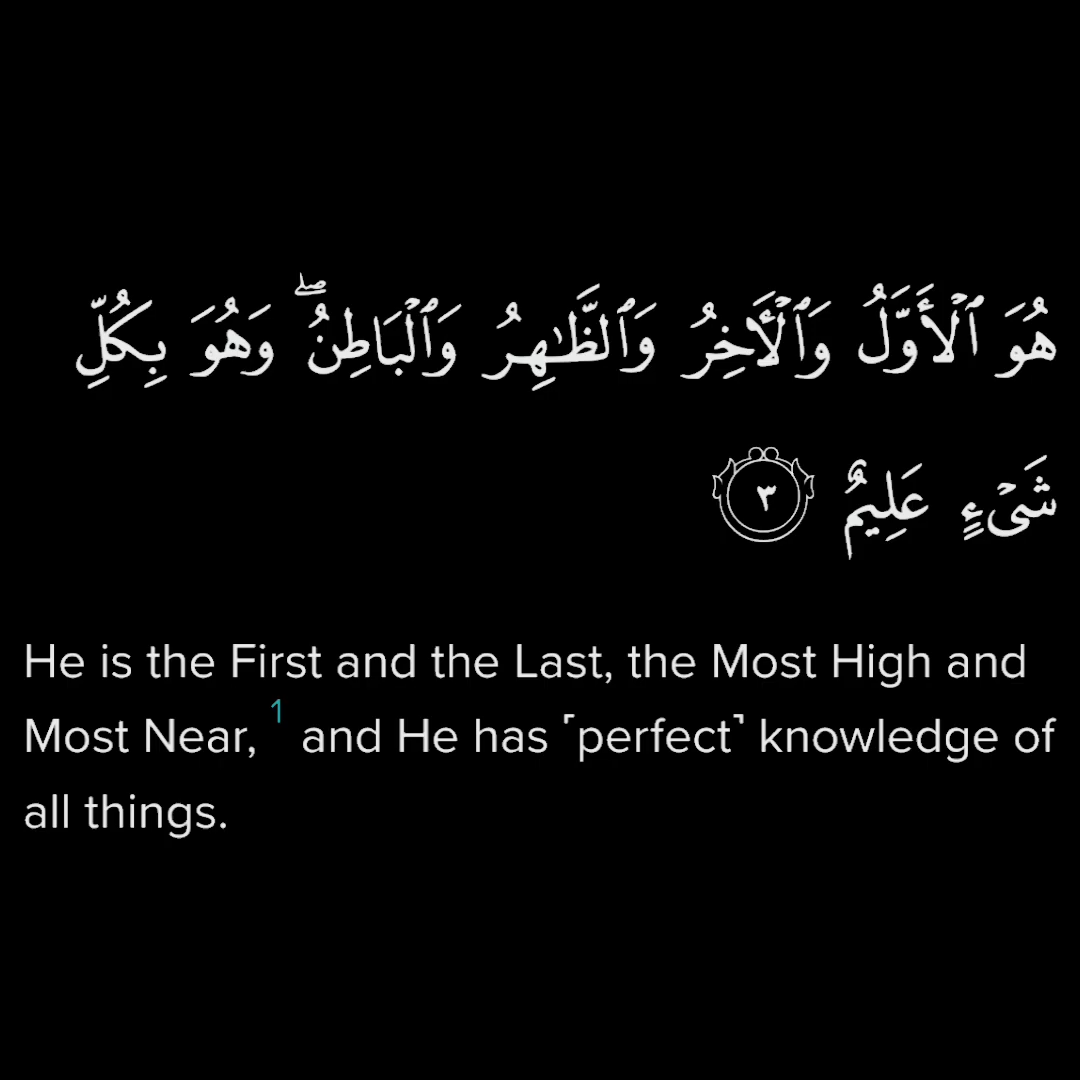 هُوَ ٱلْأَوَّلُ وَٱلْـَٔاخِرُ وَٱلظَّـٰهِرُ وَٱلْبَاطِنُ ۖ وَهُوَ بِكُلِّ
شَىْءٍ عَلِيمٌ ٣
He is the First and the Last, the Most High and
Most Near, 1 and He has ˹perfect˺ knowledge of
all things.